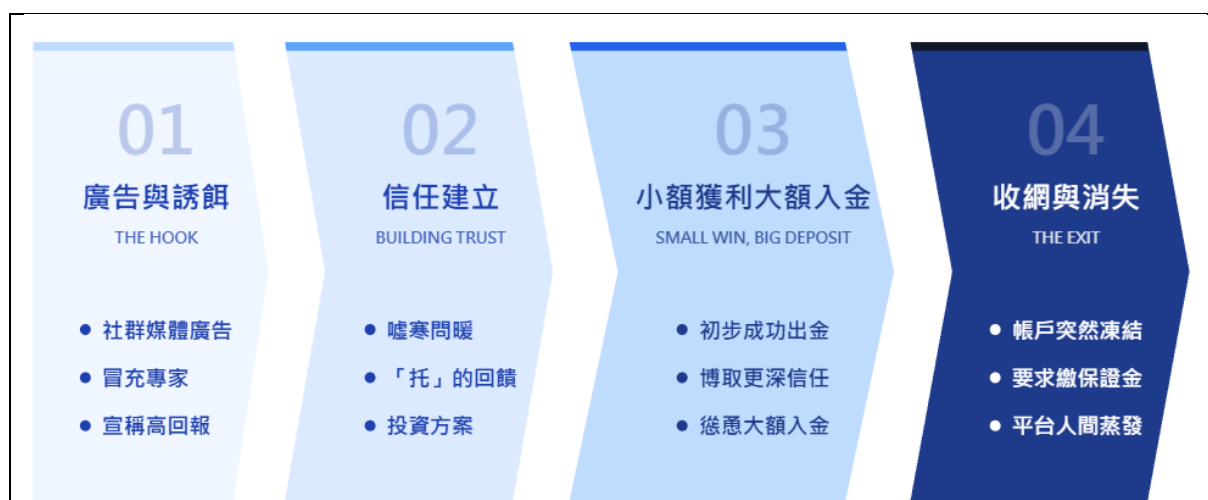 01
廣告與誘餌
THE HOOK
● 社群媒體廣告
● 冒充專家
● 宣稱高回報
02
信任建立
BUILDING TRUST
● 噓寒問暖
● 「托」的回饋
● 投資方案
03
小額獲利大額入金
SMALL WIN, BIG DEPOSIT
● 初步成功出金
● 博取更深信任
● 慫恿大額入金
04
收網與消失
THE EXIT
● 帳戶突然凍結
● 要求繳保證金
● 平台人間蒸發